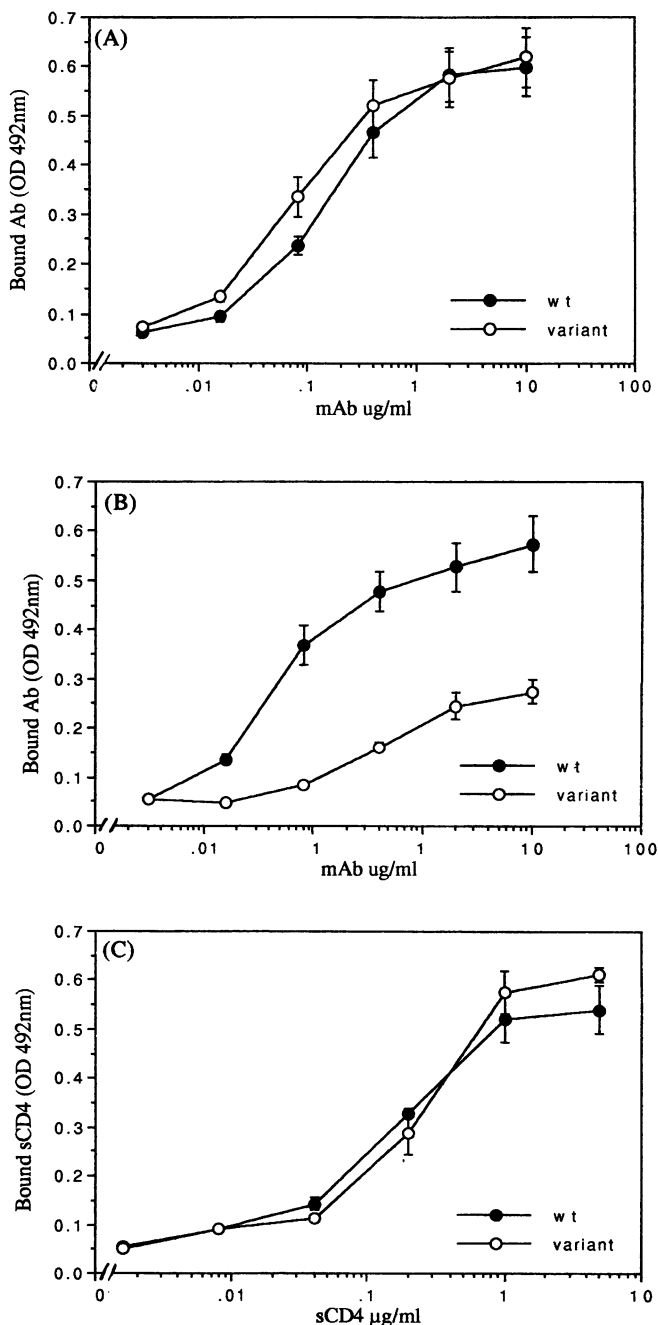 (A)
Bound Ab (OD 492nm)
0.7
0.6
0.5
0.4
0.3
0.2
0.1
0.0
w t
variant
0 .01 .1 1 10 100
mAb ug/ml
(B)
Bound Ab (OD 492nm)
0.7
0.6
0.5
0.4
0.3
0.2
0.1
0.0
wt
variant
0 .01 .1 1 10 100
mAb ug/ml
(C)
Bound sCD4 (OD 492nm)
0.7
0.6
0.5
0.4
0.3
0.2
0.1
0.0
w t
variant
0 .01 .1 1 10
sCD4 µg/ml